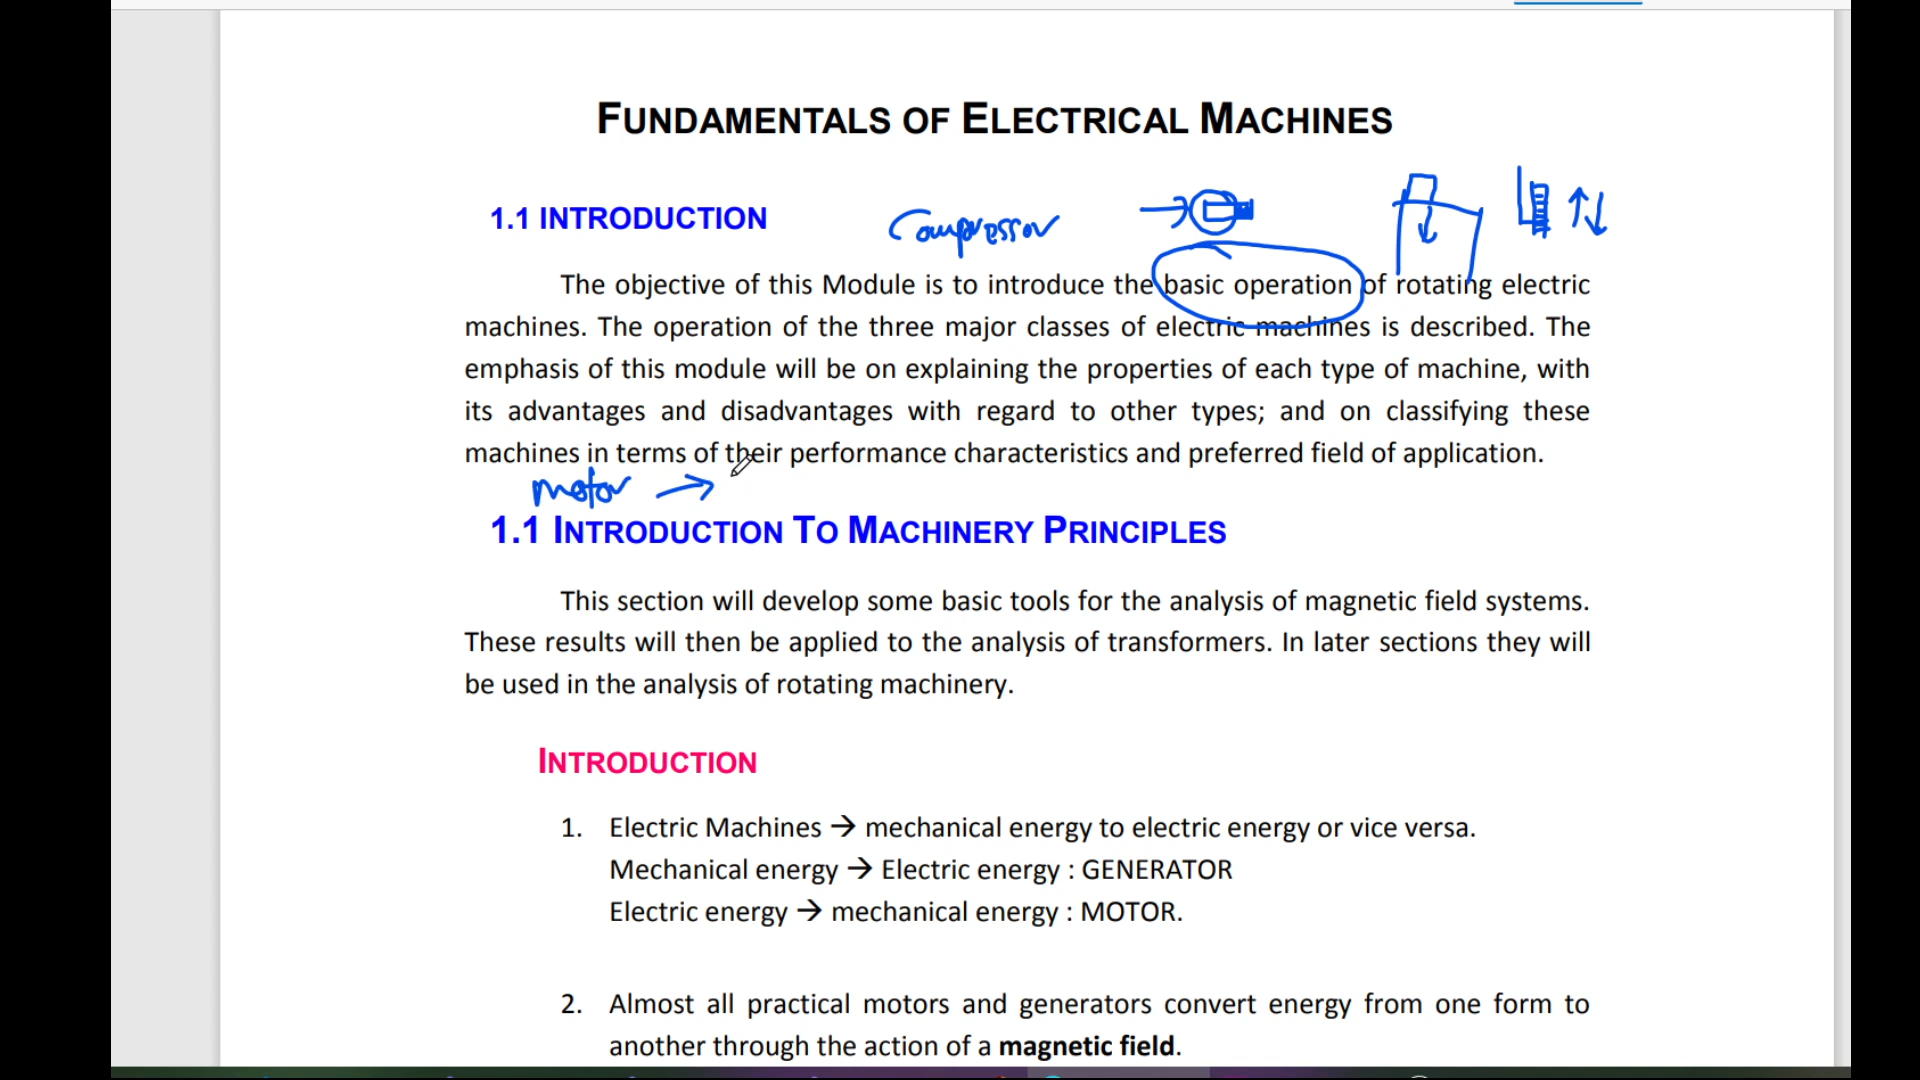 FUNDAMENTALS OF ELECTRICAL MACHINES
1.1 INTRODUCTION
Compressor
The objective of this Module is to introduce the basic operation of rotating electric
machines. The operation of the three major classes of electric machines is described. The
emphasis of this module will be on explaining the properties of each type of machine, with
its advantages and disadvantages with regard to other types; and on classifying these
machines in terms of their performance characteristics and preferred field of application.
motor →
1.1 INTRODUCTION TO MACHINERY PRINCIPLES
This section will develop some basic tools for the analysis of magnetic field systems.
These results will then be applied to the analysis of transformers. In later sections they will
be used in the analysis of rotating machinery.
INTRODUCTION
1. Electric Machines → mechanical energy to electric energy or vice versa.
Mechanical energy → Electric energy : GENERATOR
Electric energy → mechanical energy : MOTOR.
2. Almost all practical motors and generators convert energy from one form to
another through the action of a magnetic field.